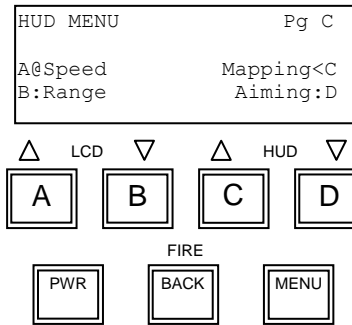 HUD MENU Pg C
A@Speed Mapping<C
B:Range Aiming:D
△ LCD ▽ △ HUD ▽
A B C D
FIRE
PWR BACK MENU